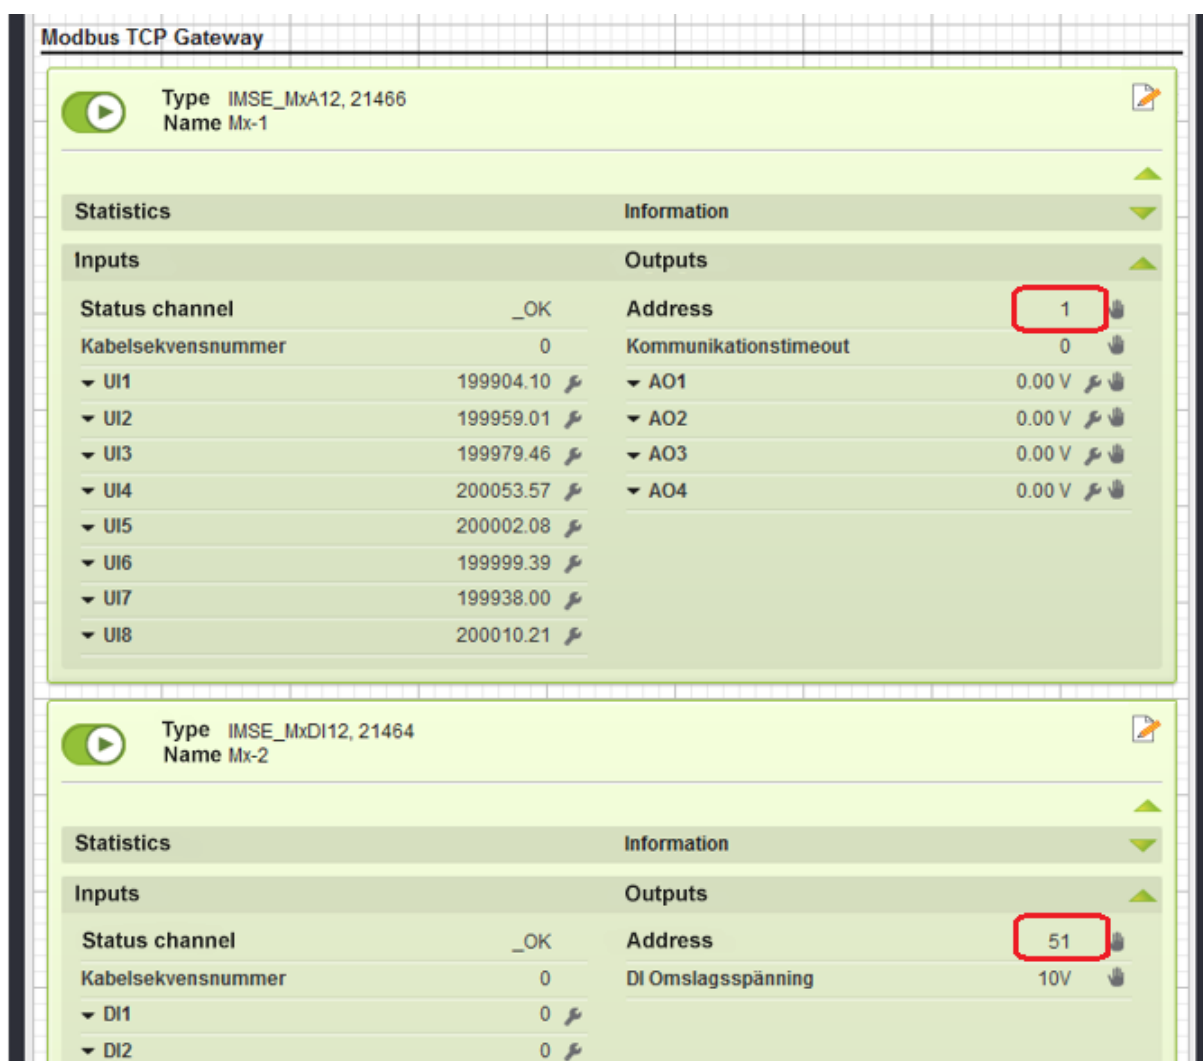 Modbus TCP Gateway
Type IMSE_MxA12, 21466
Name Mx-1
Statistics Information
Inputs Outputs
Status channel _OK Address 1
Kabelsekvensnummer 0 Kommunikationstimeout 0
UI1 199904.10 AO1 0.00 V
UI2 199959.01 AO2 0.00 V
UI3 199979.46 AO3 0.00 V
UI4 200053.57 AO4 0.00 V
UI5 200002.08
UI6 199999.39
UI7 199938.00
UI8 200010.21
Type IMSE_MxDI12, 21464
Name Mx-2
Statistics Information
Inputs Outputs
Status channel _OK Address 51
Kabelsekvensnummer 0 DI Omslagsspänning 10V
DI1 0
DI2 0